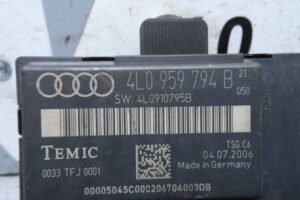 4L0 959 794 B 21
050
SW: 4L0910795B
TEMIC
TSG C6
0033 TFJ 0001
04.07.2006
Made in Germany
00005045C000206704003DB